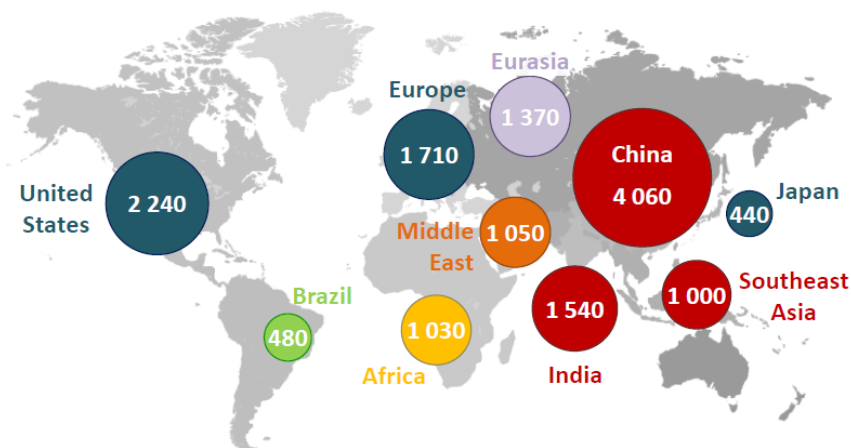 Eurasia
1 370
Europe
1 710
China
4 060
United
States
2 240
Japan
440
Middle
East
1 050
Southeast
Asia
1 000
Brazil
480
Africa
1 030
India
1 540